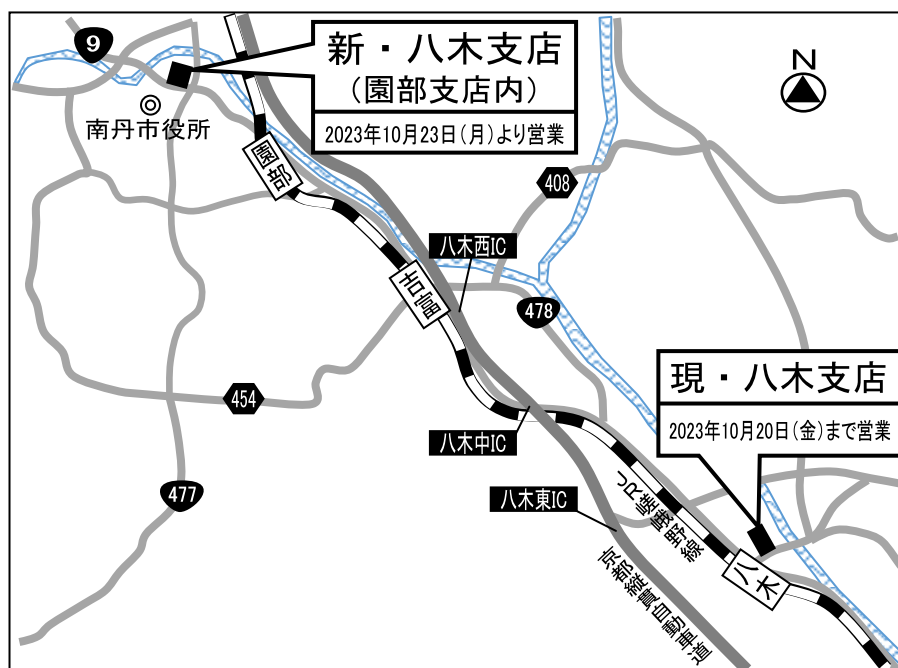 9
新・八木支店
(園部支店内)
2023年10月23日(月)より営業
N
南丹市役所
園部
408
八木西IC
吉富
478
現・八木支店
2023年10月20日(金)まで営業
454
八木中IC
477
八木東IC
JR嵯峨野線
八木
京都縦貫自動車道